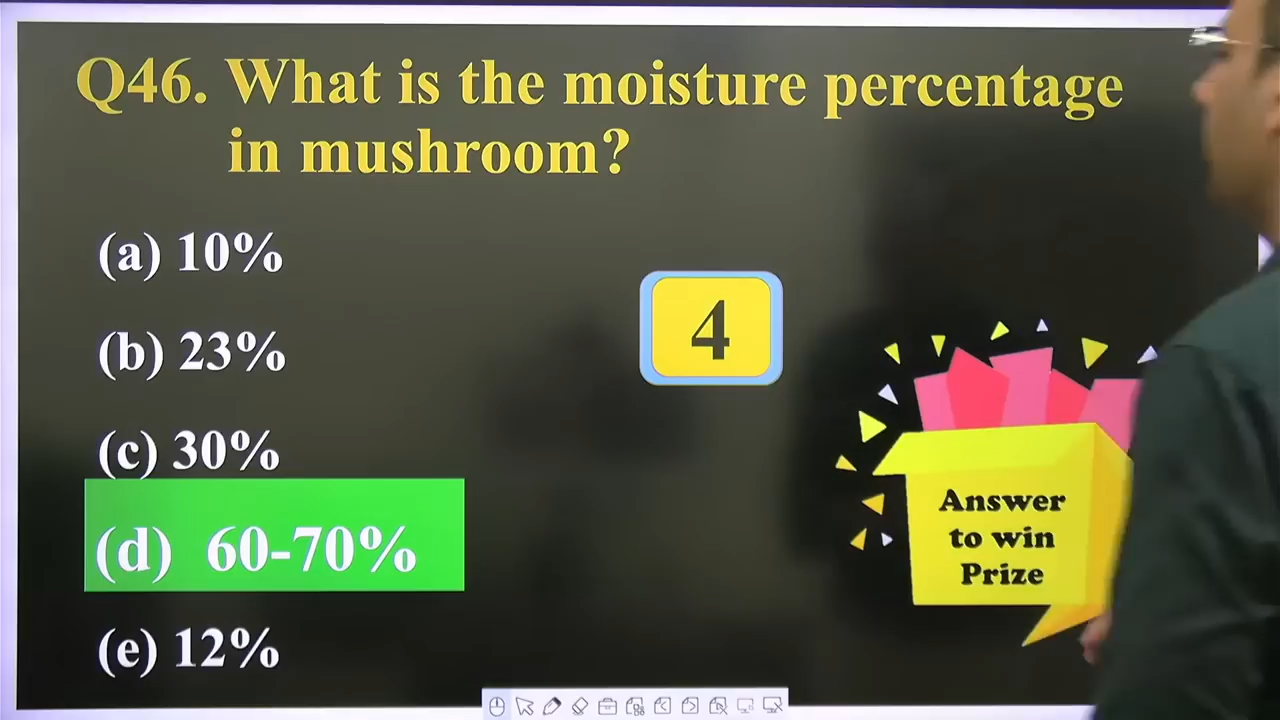 Q46. What is the moisture percentage
in mushroom?
(a) 10%
(b) 23%
(c) 30%
(d) 60-70%
(e) 12%
4
Answer
to win
Prize